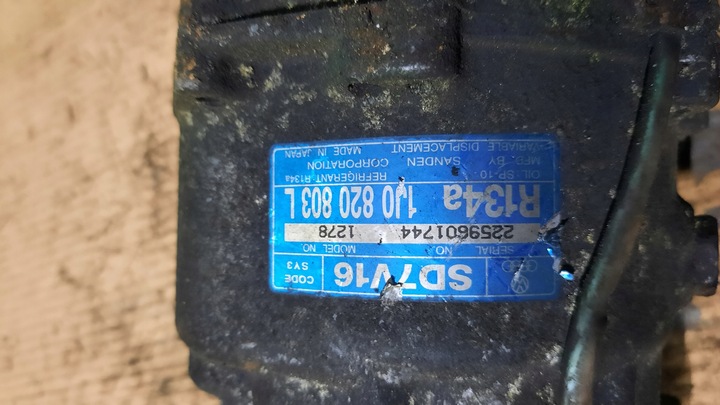 SD7V16 CODE SY3
SERIAL NO. MODEL NO.
2259601744 1278
R134a 1J0 820 803 L
OIL SP-10. REFRIGERANT R134a
MFD. BY SANDEN CORPORATION
VARIABLE DISPLACEMENT MADE IN JAPAN